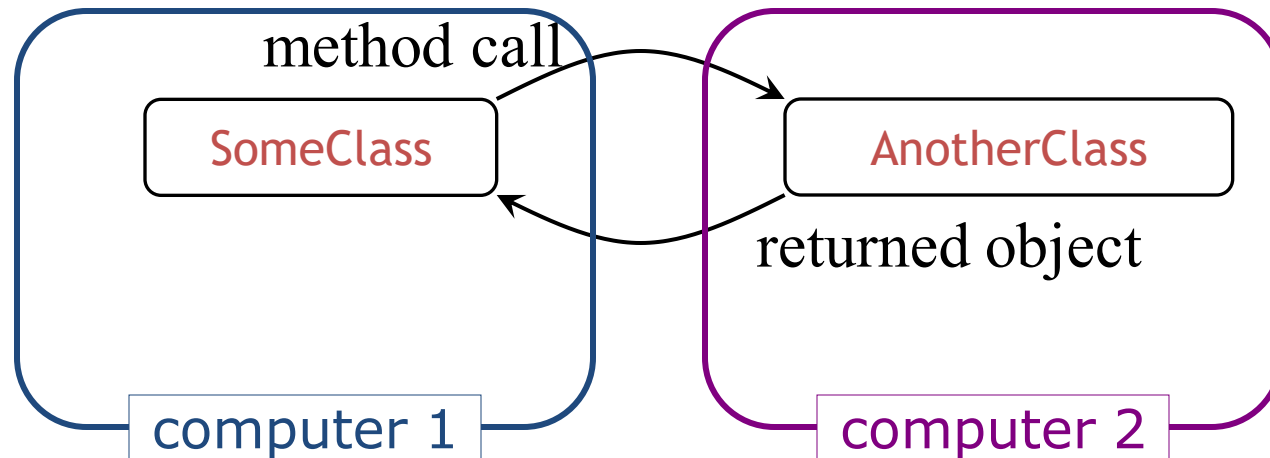 method call
SomeClass
AnotherClass
returned object
computer 1
computer 2